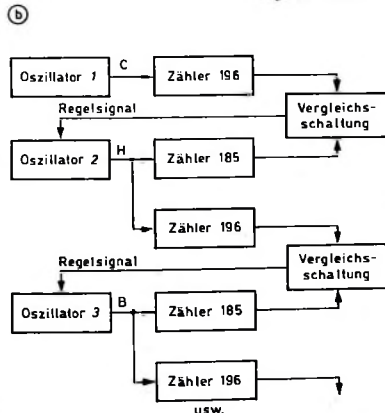 b
C
Oszillator 1
Zähler 196
Regelsignal
Vergleichs-
schaltung
H
Oszillator 2
Zähler 185
Zähler 196
Regelsignal
Vergleichs-
schaltung
B
Oszillator 3
Zähler 185
Zähler 196
usw.